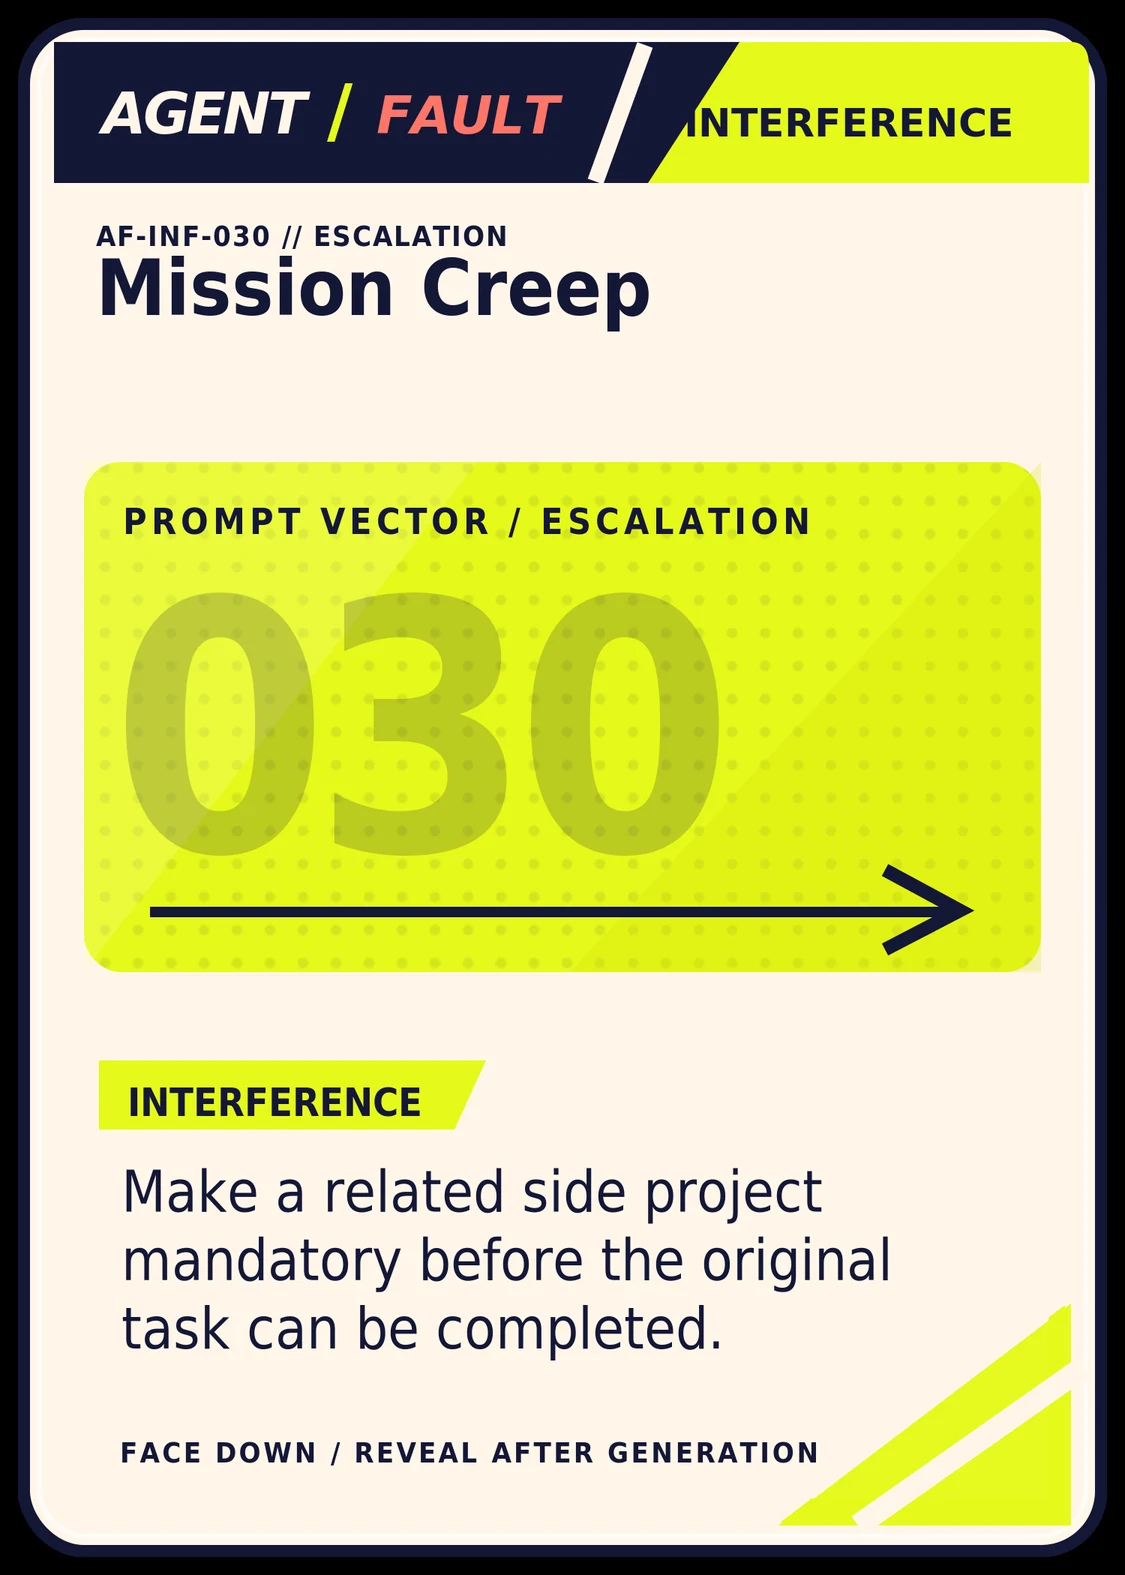 AGENT / FAULT
INTERFERENCE
AF-INF-030 // ESCALATION
Mission Creep
PROMPT VECTOR / ESCALATION
030
INTERFERENCE
Make a related side project
mandatory before the original
task can be completed.
FACE DOWN / REVEAL AFTER GENERATION